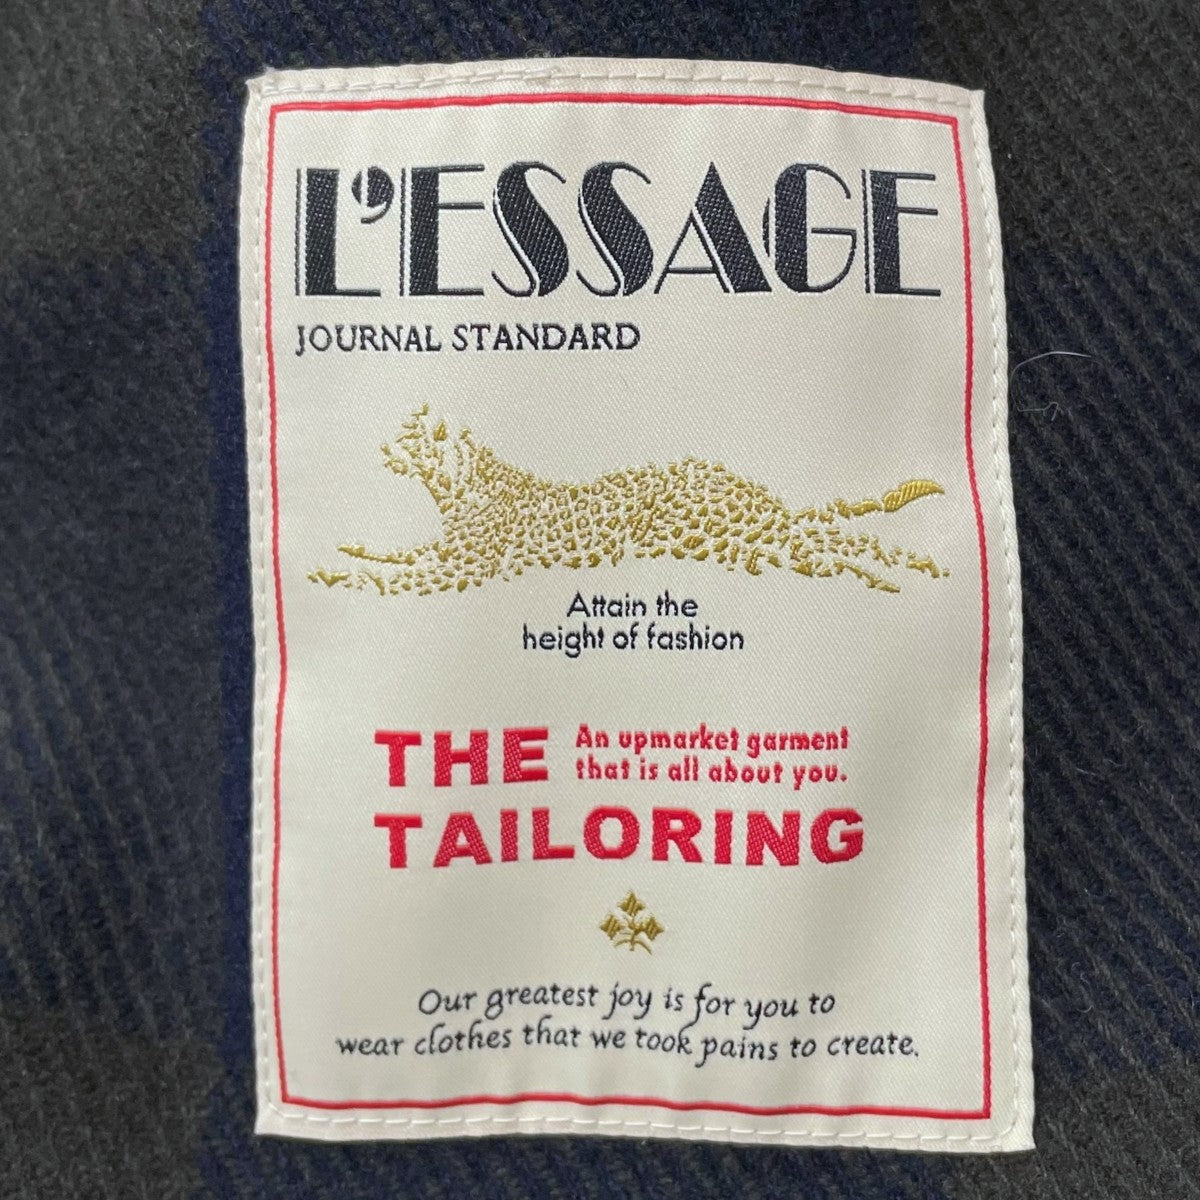 L'ESSAGE
JOURNAL STANDARD
Attain the
height of fashion
THE
An upmarket garment
that is all about you.
TAILORING
Our greatest joy is for you to
wear clothes that we took pains to create.